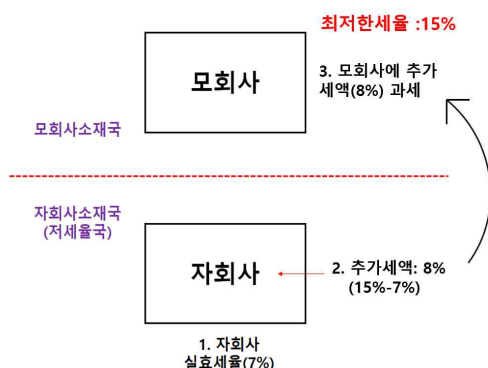 최저한세율 :15%
모회사
3. 모회사에 추가
세액(8%) 과세
모회사소재국
자회사소재국
(저세율국)
자회사
2. 추가세액: 8%
(15%-7%)
1. 자회사
실효세율(7%)